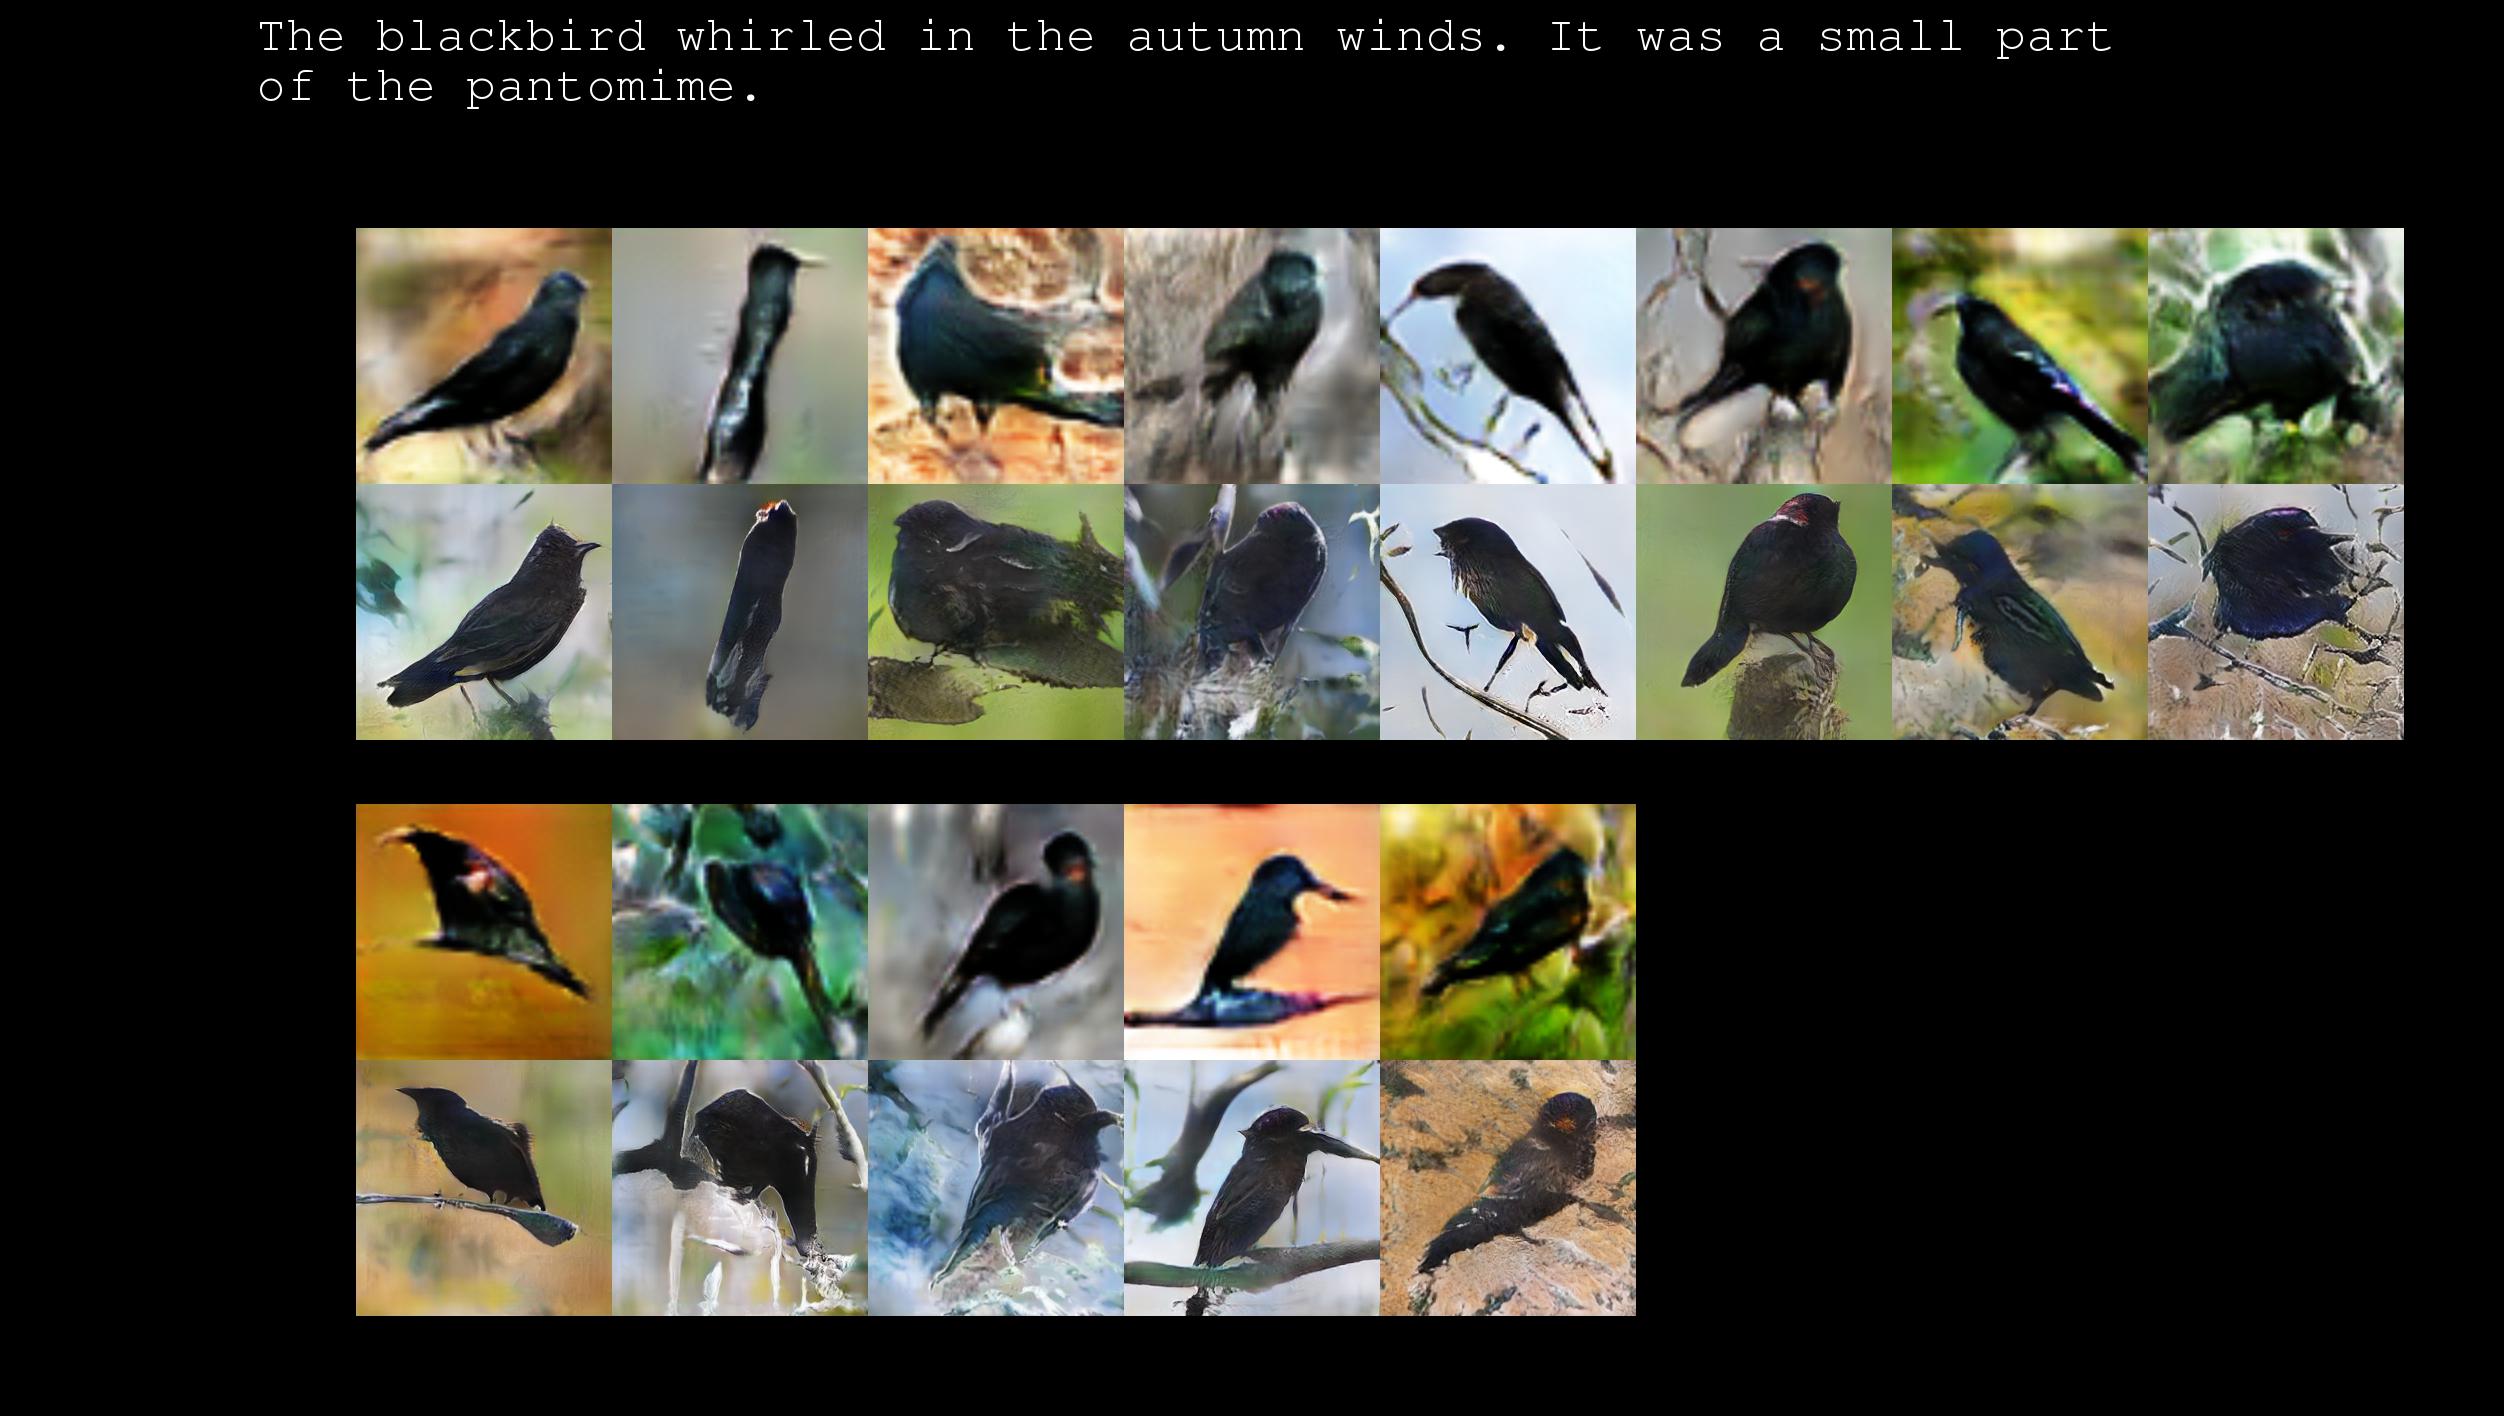 The blackbird whirled in the autumn winds. It was a small part
of the pantomime.